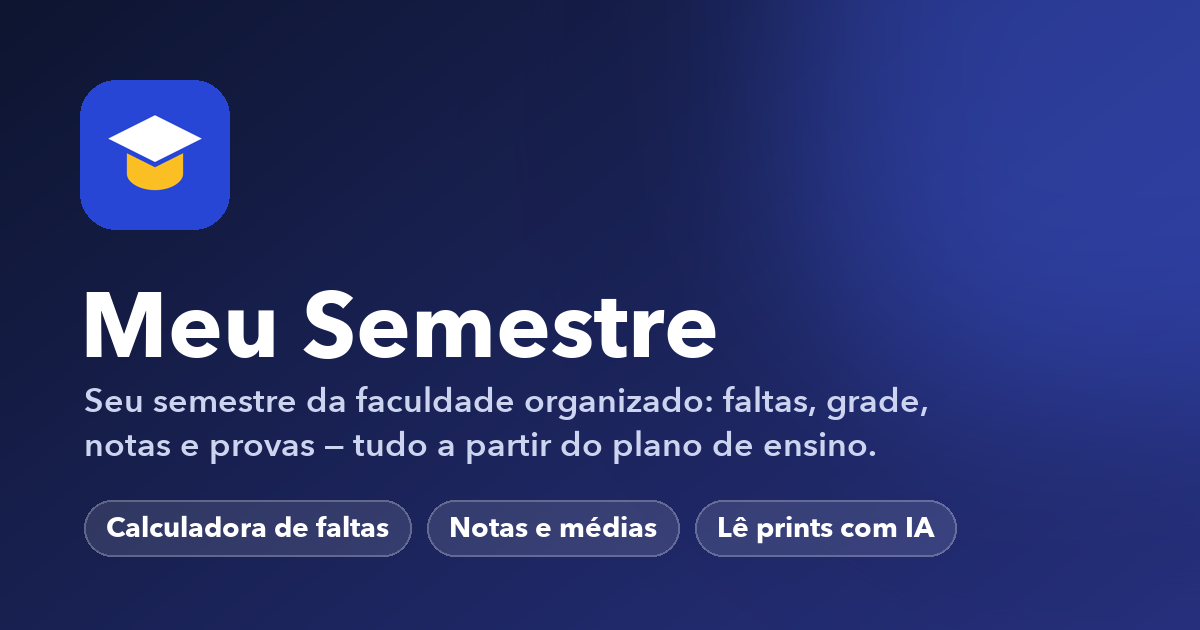 Meu Semestre
Seu semestre da faculdade organizado: faltas, grade,
notas e provas — tudo a partir do plano de ensino.
Calculadora de faltas
Notas e médias
Lê prints com IA